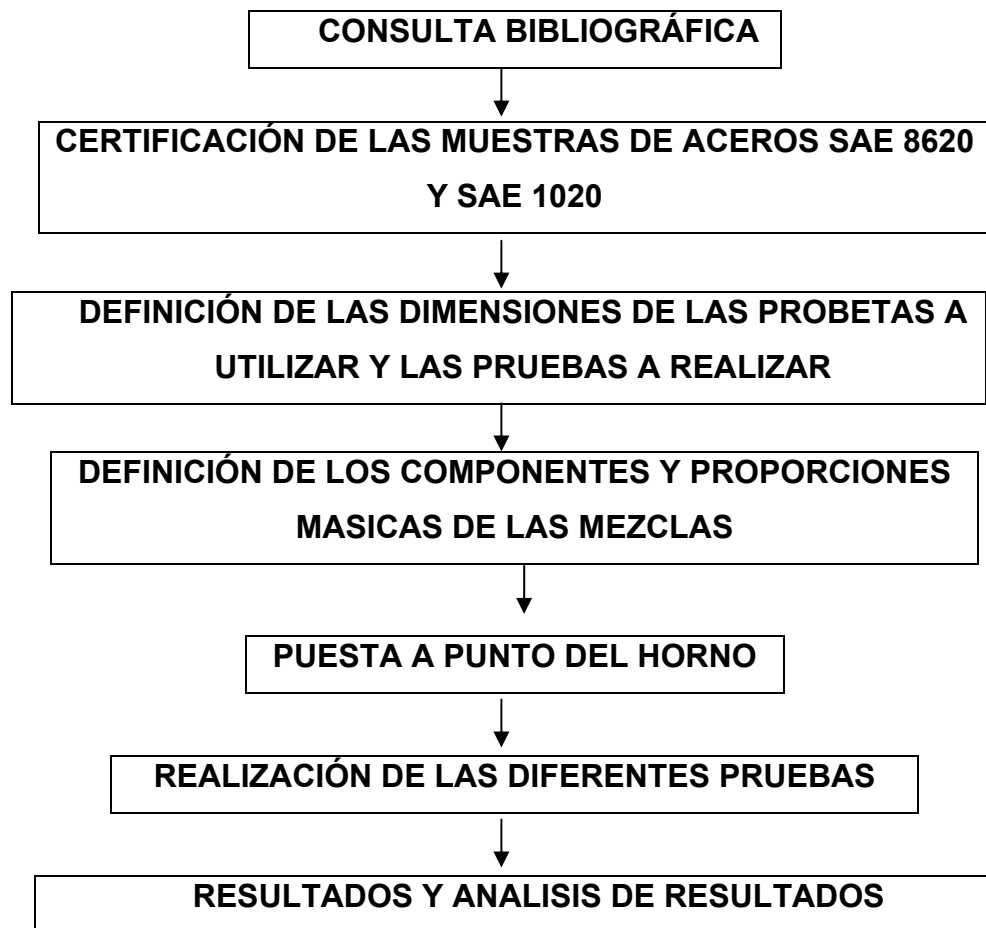 CONSULTA BIBLIOGRÁFICA
CERTIFICACIÓN DE LAS MUESTRAS DE ACEROS SAE 8620
Y SAE 1020
DEFINICIÓN DE LAS DIMENSIONES DE LAS PROBETAS A
UTILIZAR Y LAS PRUEBAS A REALIZAR
DEFINICIÓN DE LOS COMPONENTES Y PROPORCIONES
MASICAS DE LAS MEZCLAS
PUESTA A PUNTO DEL HORNO
REALIZACIÓN DE LAS DIFERENTES PRUEBAS
RESULTADOS Y ANALISIS DE RESULTADOS